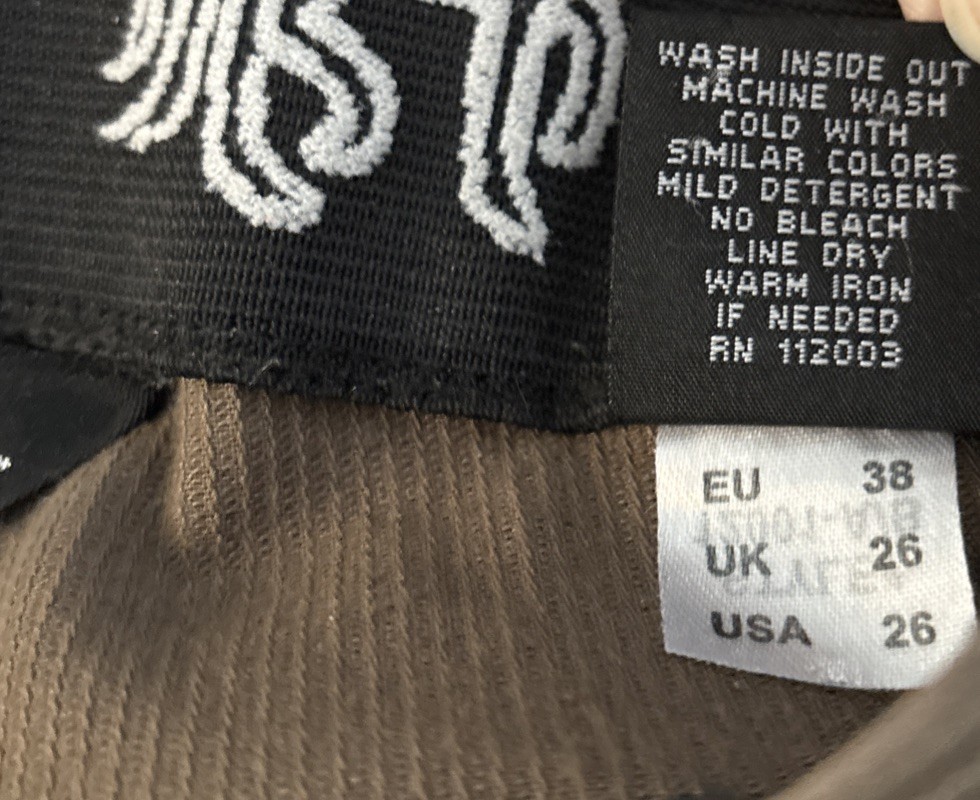 WASH INSIDE OUT
MACHINE WASH
COLD WITH
SIMILAR COLORS
MILD DETERGENT
NO BLEACH
LINE DRY
WARM IRON
IF NEEDED
RN 112003
EU 38
UK 26
USA 26